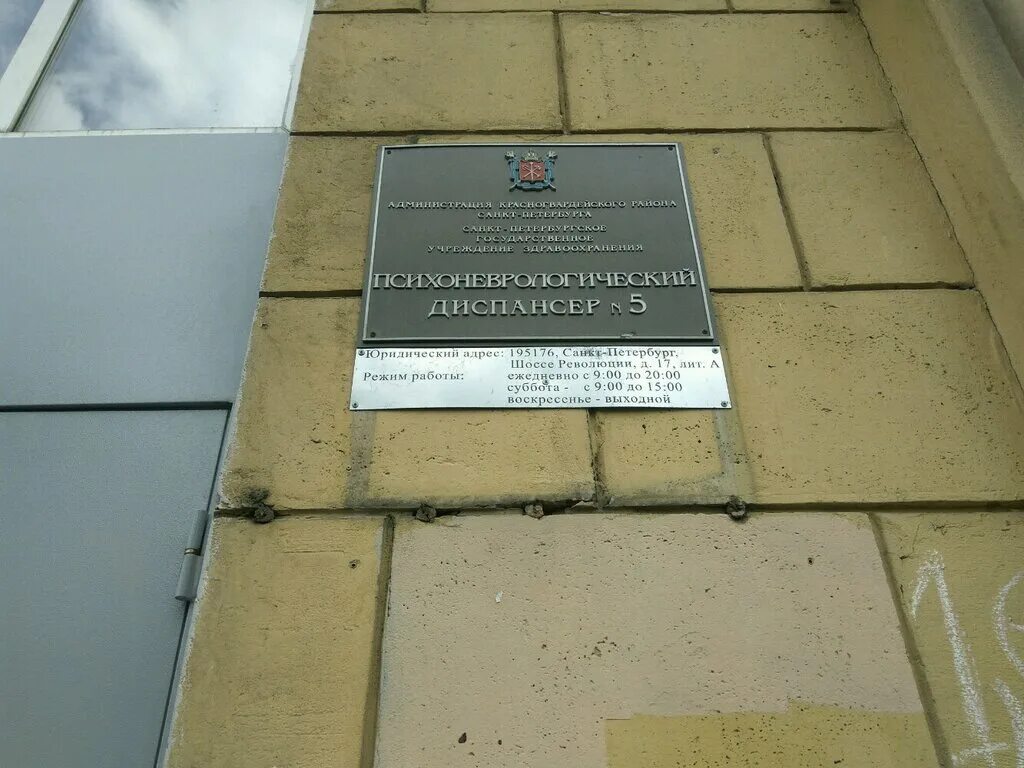 АДМИНИСТРАЦИЯ КРАСНОГВАРДЕЙСКОГО РАЙОНА
САНКТ-ПЕТЕРБУРГА
САНКТ-ПЕТЕРБУРГСКОЕ
ГОСУДАРСТВЕННОЕ
УЧРЕЖДЕНИЕ ЗДРАВООХРАНЕНИЯ
ПСИХОНЕВРОЛОГИЧЕСКИЙ
ДИСПАНСЕР N 5
Юридический адрес: 195176, Санкт-Петербург,
Шоссе Революции, д. 17, лит. А
Режим работы: ежедневно с 9:00 до 20:00
суббота - с 9:00 до 15:00
воскресенье - выходной